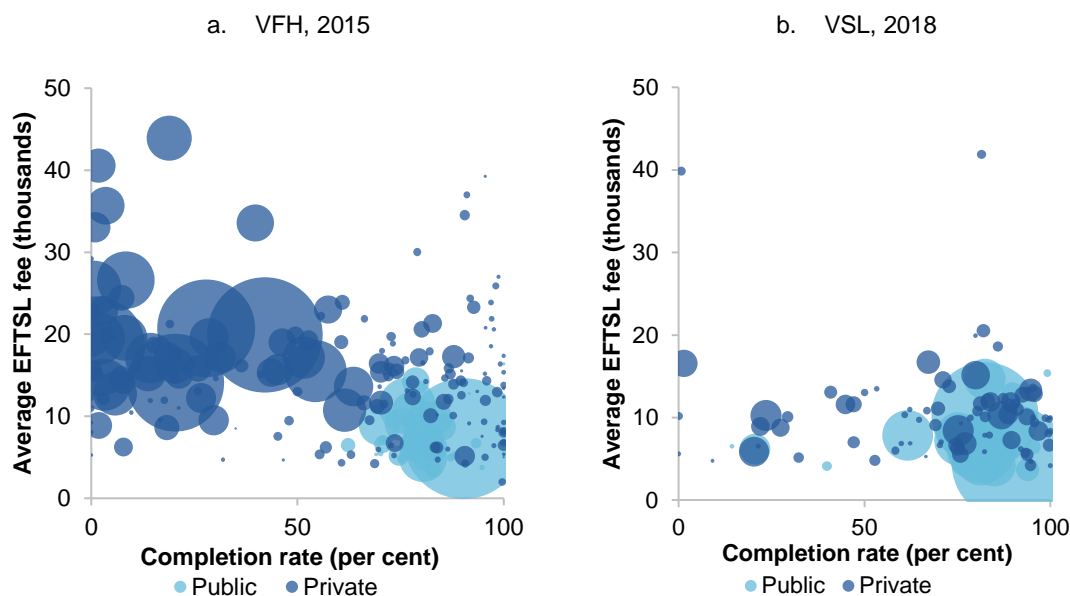 a. VFH, 2015
Average EFTSL fee (thousands)
50
40
30
20
10
0
0 50 100
Completion rate (per cent)
Public Private
b. VSL, 2018
Average EFTSL fee (thousands)
50
40
30
20
10
0
0 50 100
Completion rate (per cent)
Public Private